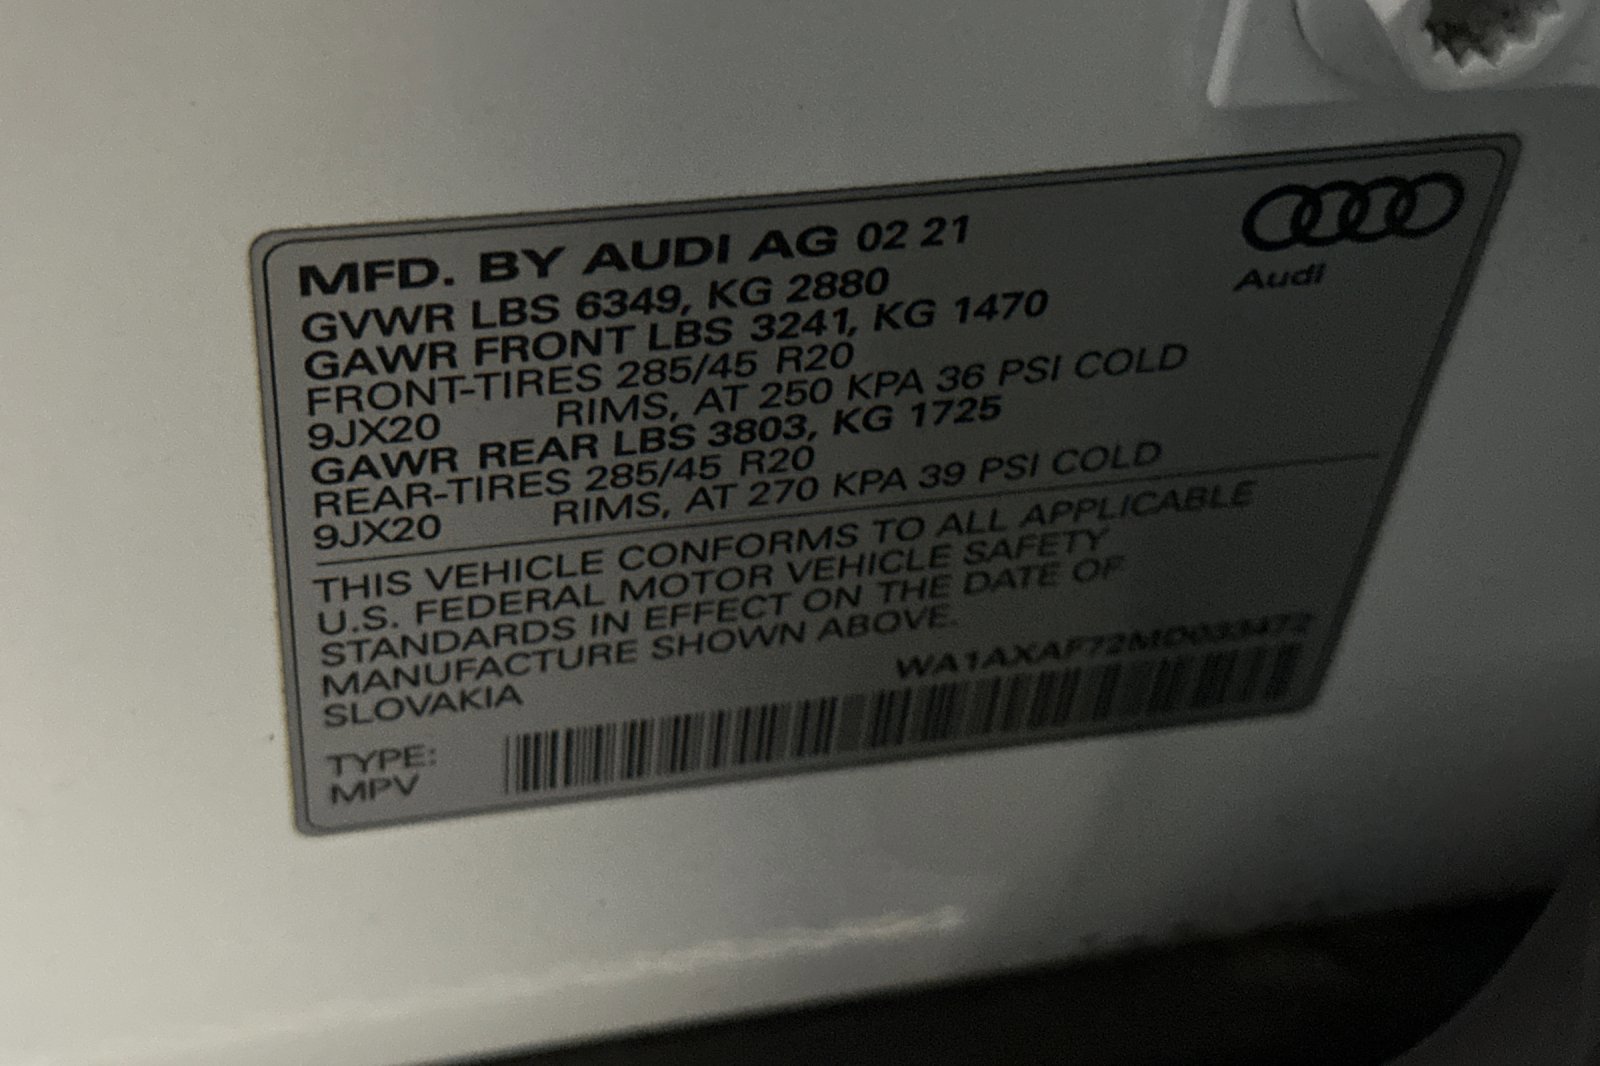 MFD. BY AUDI AG 02 21
GVWR LBS 6349, KG 2880
GAWR FRONT LBS 3241, KG 1470
FRONT-TIRES 285/45 R20
9JX20 RIMS, AT 250 KPA 36 PSI COLD
GAWR REAR LBS 3803, KG 1725
REAR-TIRES 285/45 R20
9JX20 RIMS, AT 270 KPA 39 PSI COLD
THIS VEHICLE CONFORMS TO ALL APPLICABLE
U.S. FEDERAL MOTOR VEHICLE SAFETY
STANDARDS IN EFFECT ON THE DATE OF
MANUFACTURE SHOWN ABOVE.
SLOVAKIA
WA1AXAF72MD033472
TYPE:
MPV
Audi